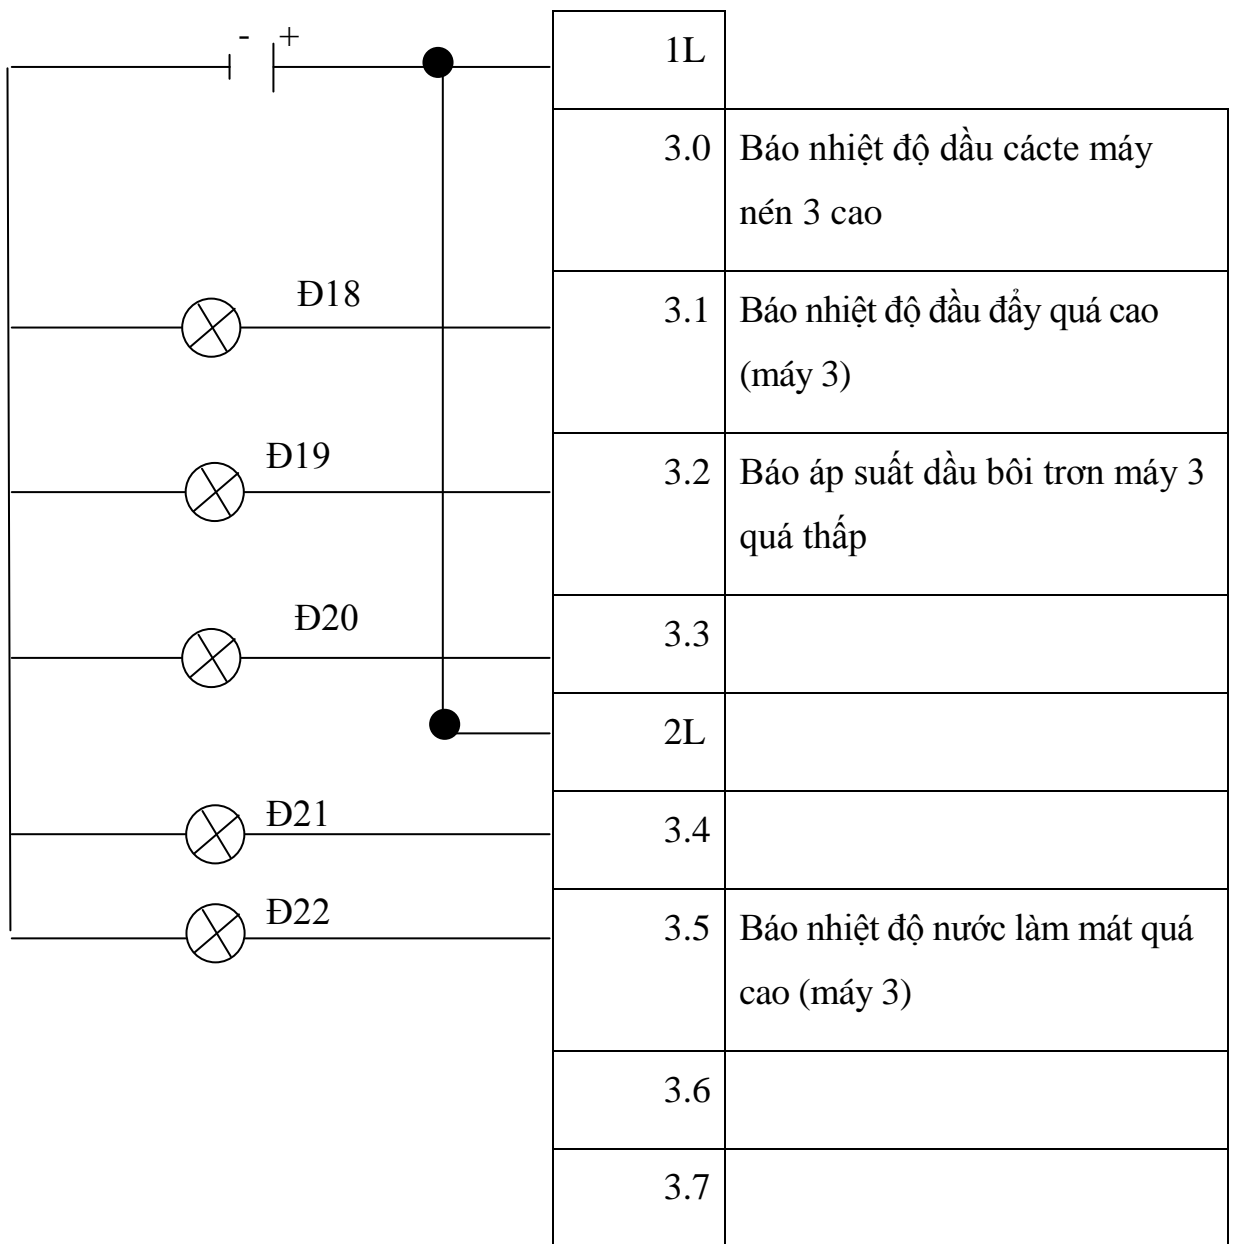 - +
1L
3.0 Báo nhiệt độ dầu cácte máy
nén 3 cao
Đ18
3.1 Báo nhiệt độ đầu đẩy quá cao
(máy 3)
Đ19
3.2 Báo áp suất dầu bôi trơn máy 3
quá thấp
Đ20
3.3
2L
Đ21
3.4
Đ22
3.5 Báo nhiệt độ nước làm mát quá
cao (máy 3)
3.6
3.7